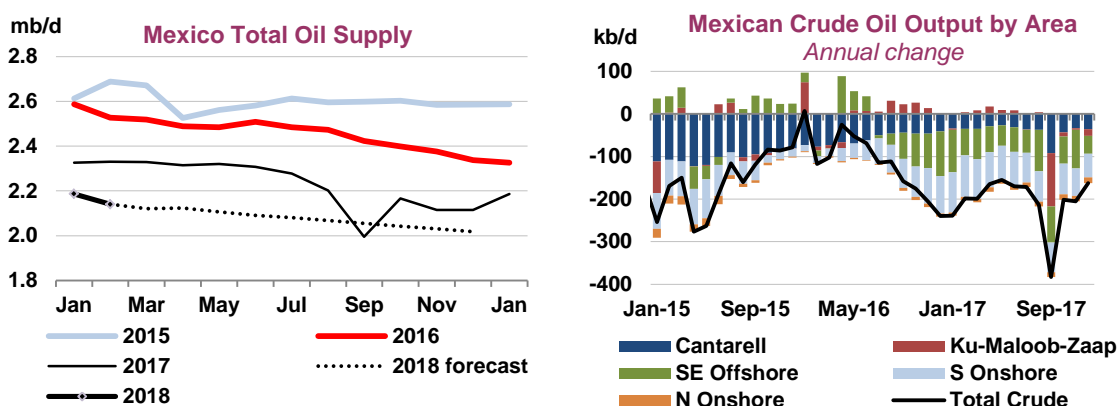 mb/d
Mexico Total Oil Supply
2.8
2.6
2.4
2.2
2.0
1.8
Jan Mar May Jul Sep Nov Jan
2015
2016
2017
2018 forecast
2018
kb/d
Mexican Crude Oil Output by Area
Annual change
100
0
-100
-200
-300
-400
Jan-15 Sep-15 May-16 Jan-17 Sep-17
Cantarell
Ku-Maloob-Zaap
SE Offshore
S Onshore
N Onshore
Total Crude